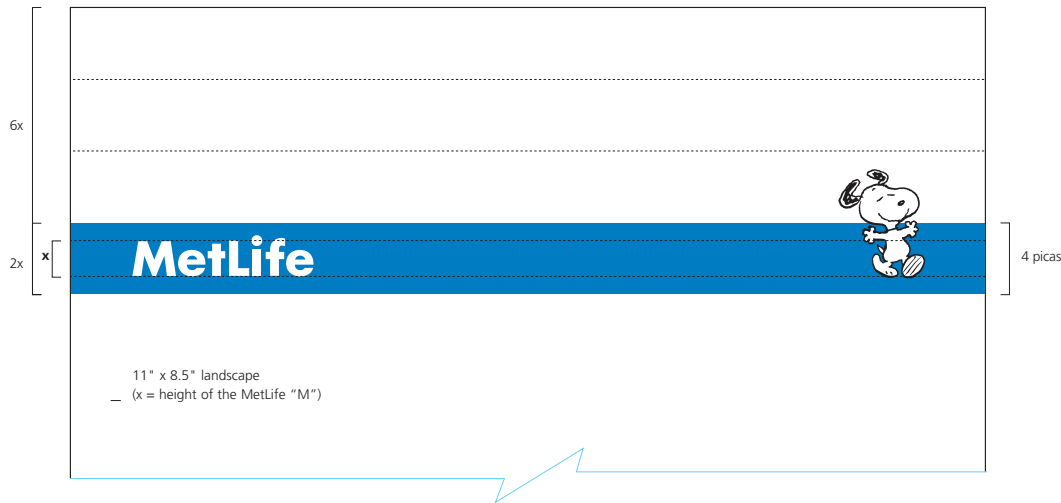 6x
2x
x
MetLife
4 picas
11" x 8.5" landscape
_ (x = height of the MetLife “M”)